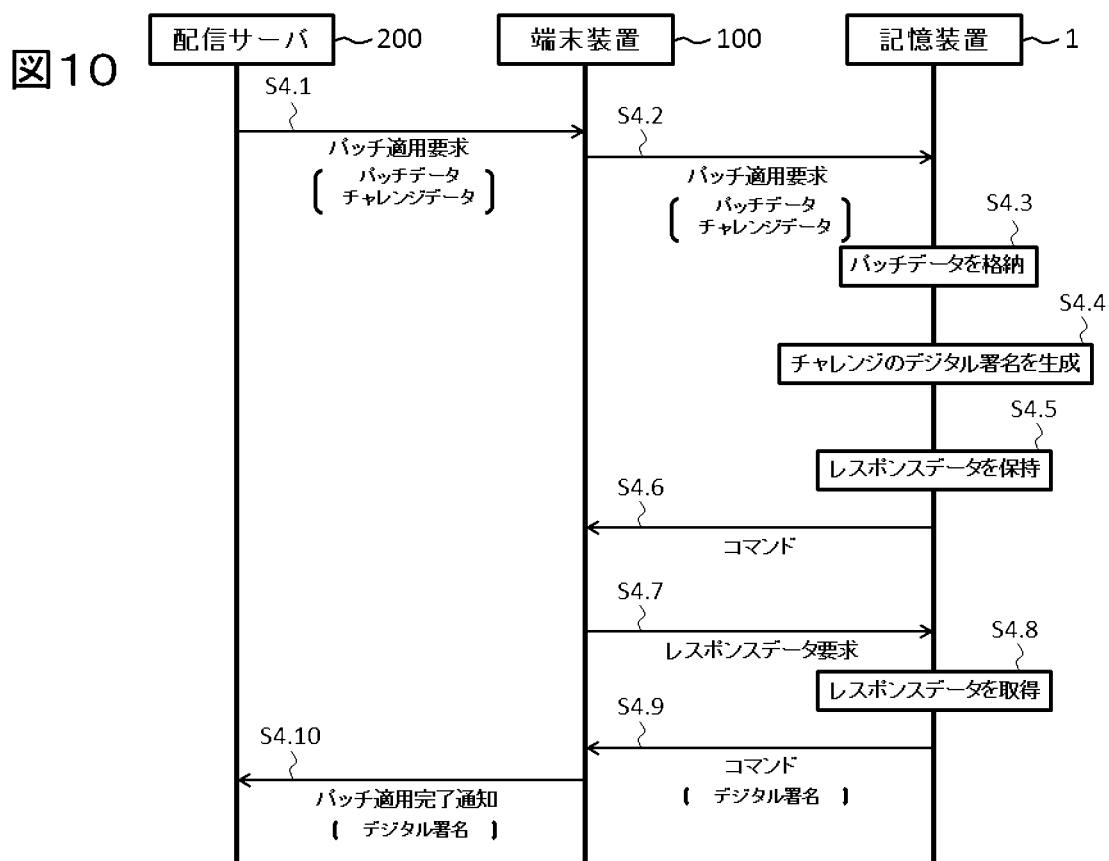 図10
配信サーバ 200 端末装置 100 記憶装置 1
S4.1
パッチ適用要求
パッチデータ
チャレンジデータ
S4.2
パッチ適用要求
パッチデータ
チャレンジデータ
S4.3
パッチデータを格納
S4.4
チャレンジのデジタル署名を生成
S4.5
レスポンスデータを保持
S4.6
コマンド
S4.7
レスポンスデータ要求
S4.8
レスポンスデータを取得
S4.9
コマンド
[ デジタル署名 ]
S4.10
パッチ適用完了通知
[ デジタル署名 ]